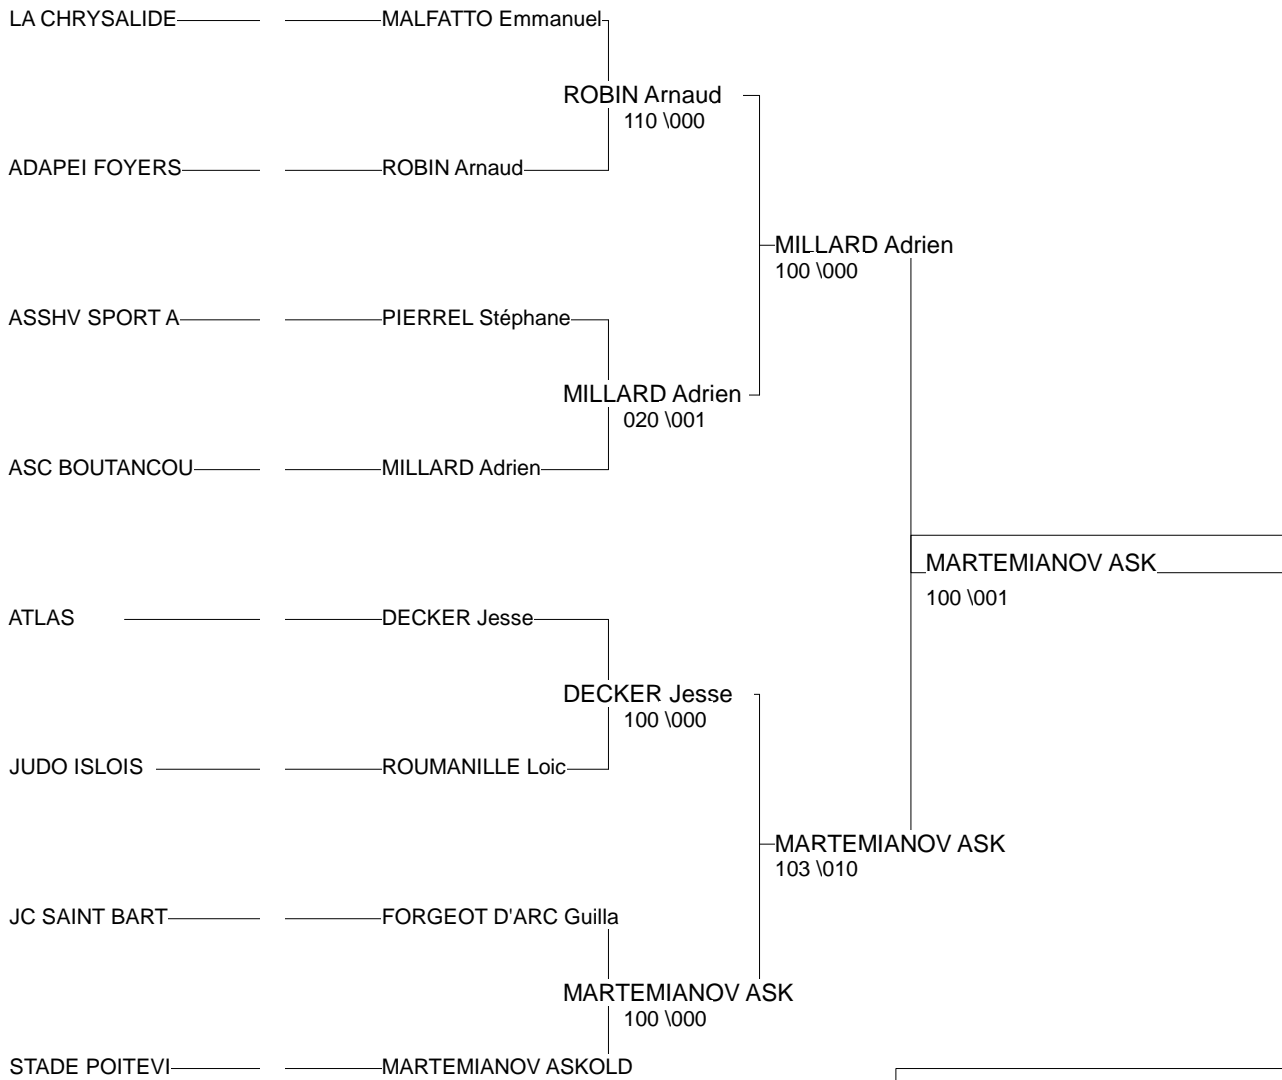 LA CHRYSALIDE MALFATTO Emmanuel
ROBIN Arnaud
110 \000
ADAPEI FOYERS ROBIN Arnaud
MILLARD Adrien
100 \000
ASSHV SPORT A PIERREL Stéphane
MILLARD Adrien
020 \001
ASC BOUTANCOU MILLARD Adrien
MARTEMIANOV ASK
100 \001
ATLAS DECKER Jesse
DECKER Jesse
100 \000
JUDO ISLOIS ROUMANILLE Loic
MARTEMIANOV ASK
103 \010
JC SAINT BART FORGEOT D'ARC Guilla
MARTEMIANOV ASK
100 \000
STADE POITEVI MARTEMIANOV ASKOLD